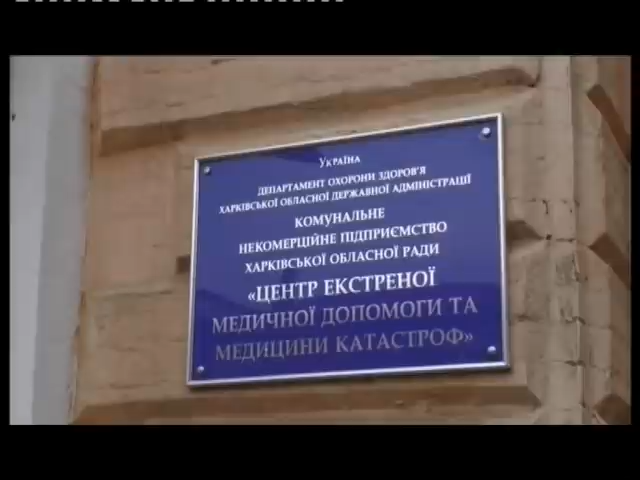 Україна
ДЕПАРТАМЕНТ ОХОРОНИ ЗДОРОВ'Я
ХАРКІВСЬКОЇ ОБЛАСНОЇ ДЕРЖАВНОЇ АДМІНІСТРАЦІЇ
КОМУНАЛЬНЕ
НЕКОМЕРЦІЙНЕ ПІДПРИЄМСТВО
ХАРКІВСЬКОЇ ОБЛАСНОЇ РАДИ
«ЦЕНТР ЕКСТРЕНОЇ
МЕДИЧНОЇ ДОПОМОГИ ТА
МЕДИЦИНИ КАТАСТРОФ»